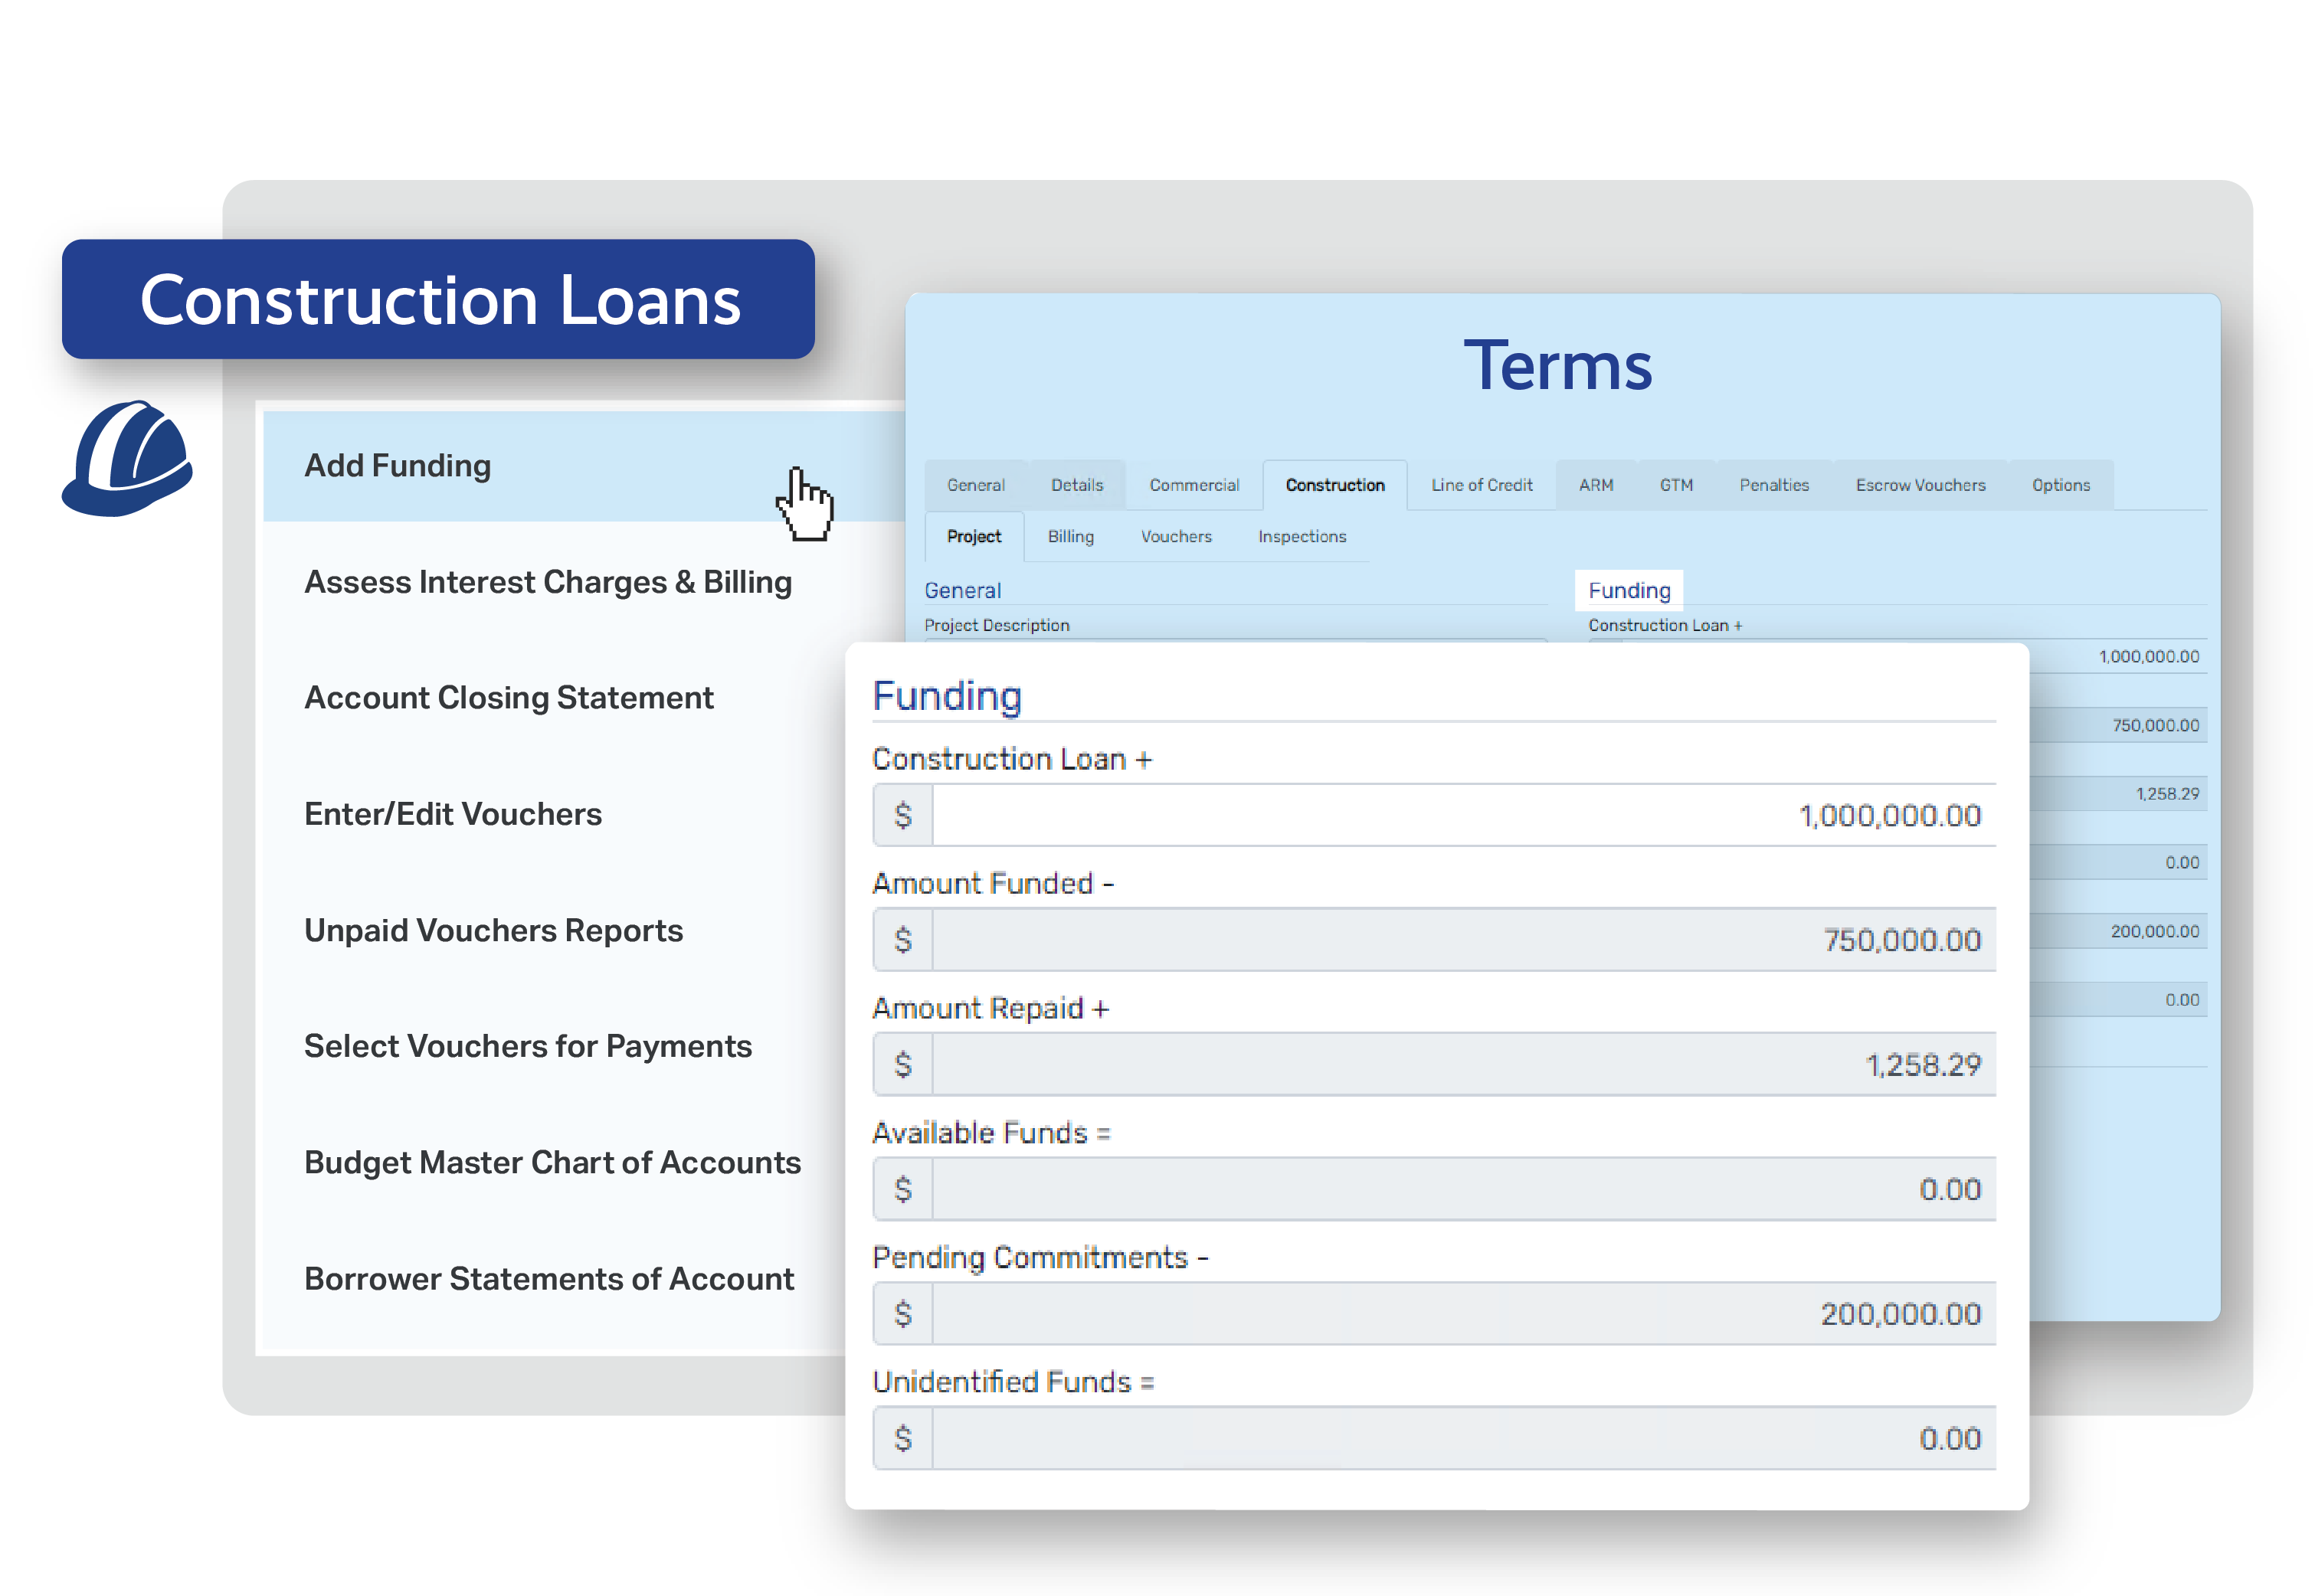 Construction Loans
Add Funding
Assess Interest Charges & Billing
Account Closing Statement
Enter/Edit Vouchers
Unpaid Vouchers Reports
Select Vouchers for Payments
Budget Master Chart of Accounts
Borrower Statements of Account
Terms
General Details Commercial Construction Line of Credit ARM GTM Penalties Escrow Vouchers Options
Project Billing Vouchers Inspections
General
Project Description
Funding
Construction Loan +
1,000,000.00
750,000.00
1,258.29
0.00
200,000.00
0.00
Funding
Construction Loan +
$ 1,000,000.00
Amount Funded -
$ 750,000.00
Amount Repaid +
$ 1,258.29
Available Funds =
$ 0.00
Pending Commitments -
$ 200,000.00
Unidentified Funds =
$ 0.00